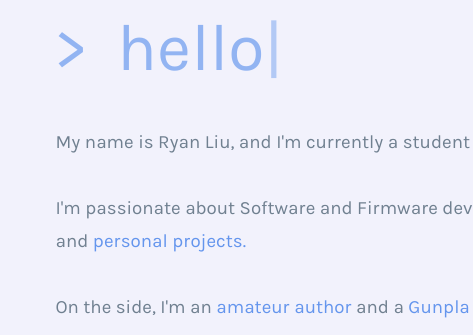 > hello|
My name is Ryan Liu, and I'm currently a student
I'm passionate about Software and Firmware dev
and personal projects.
On the side, I'm an amateur author and a Gunpla